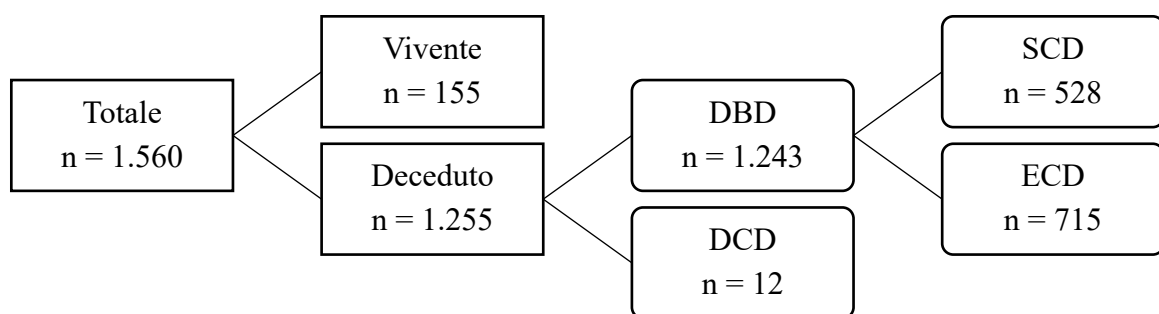 Totale
n = 1.560
Vivente
n = 155
Deceduto
n = 1.255
DBD
n = 1.243
DCD
n = 12
SCD
n = 528
ECD
n = 715